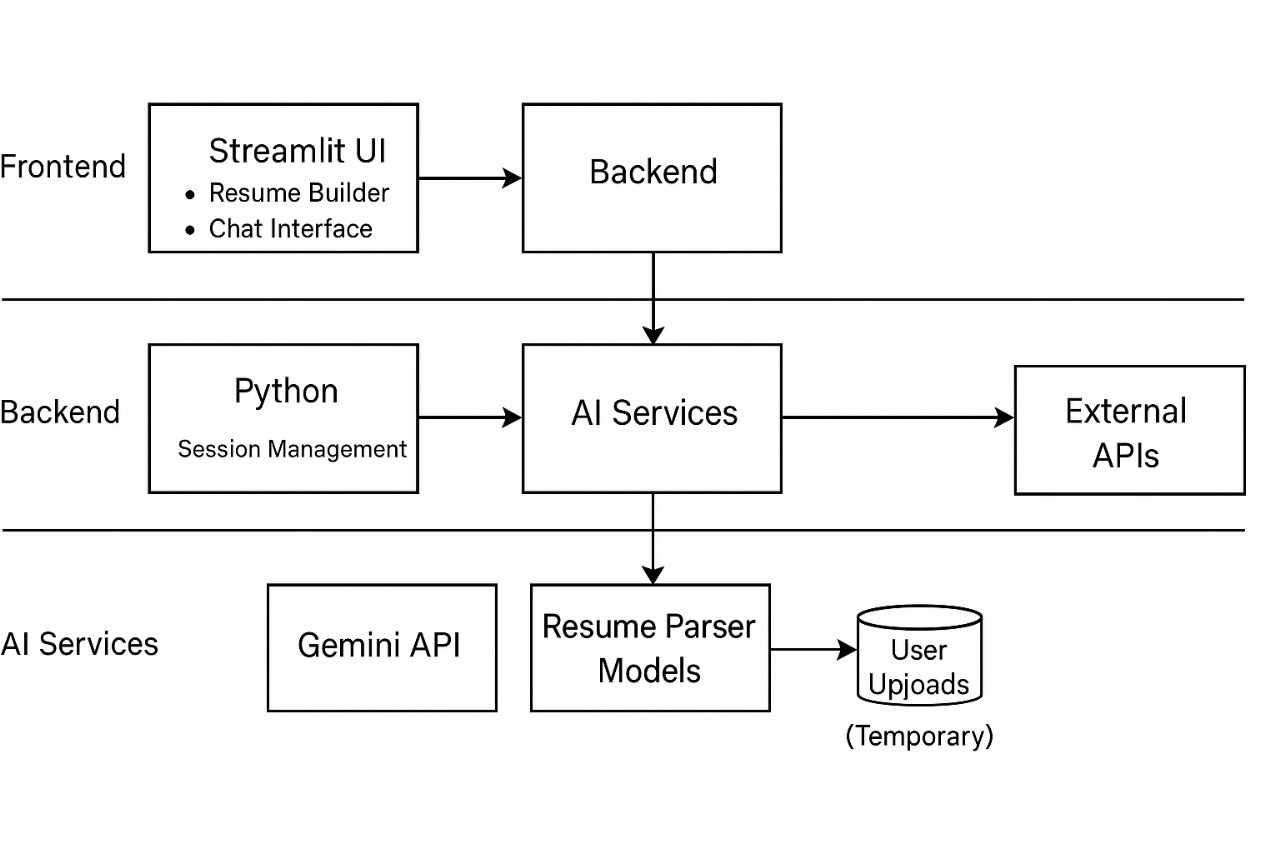 Frontend
Streamlit UI
• Resume Builder
• Chat Interface
Backend
Backend
Python
Session Management
AI Services
External
APIs
AI Services
Gemini API
Resume Parser
Models
User
Upjoads
(Temporary)